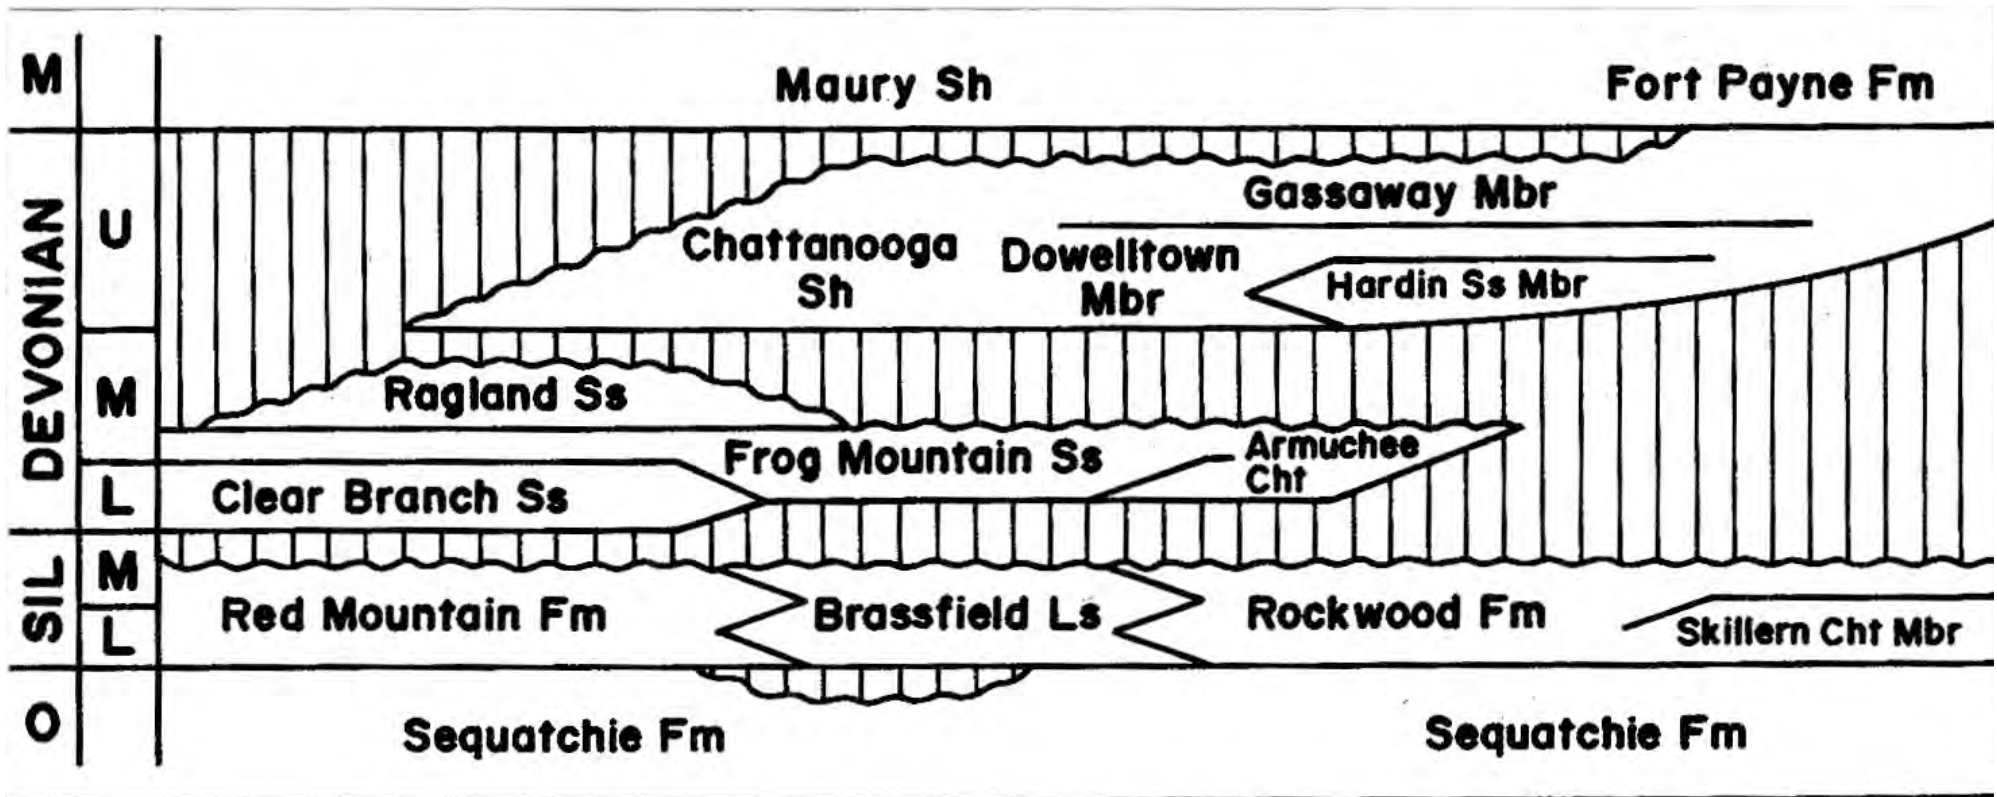 M
Maury Sh
Fort Payne Fm
DEVONIAN
U
Gassaway Mbr
Chattanooga
Sh
Dowelltown
Mbr
Hardin Ss Mbr
M
Ragland Ss
Frog Mountain Ss
Armuchee
Cht
L
Clear Branch Ss
SIL
M
L
Red Mountain Fm
Brassfield Ls
Rockwood Fm
Skillern Cht Mbr
O
Sequatchie Fm
Sequatchie Fm